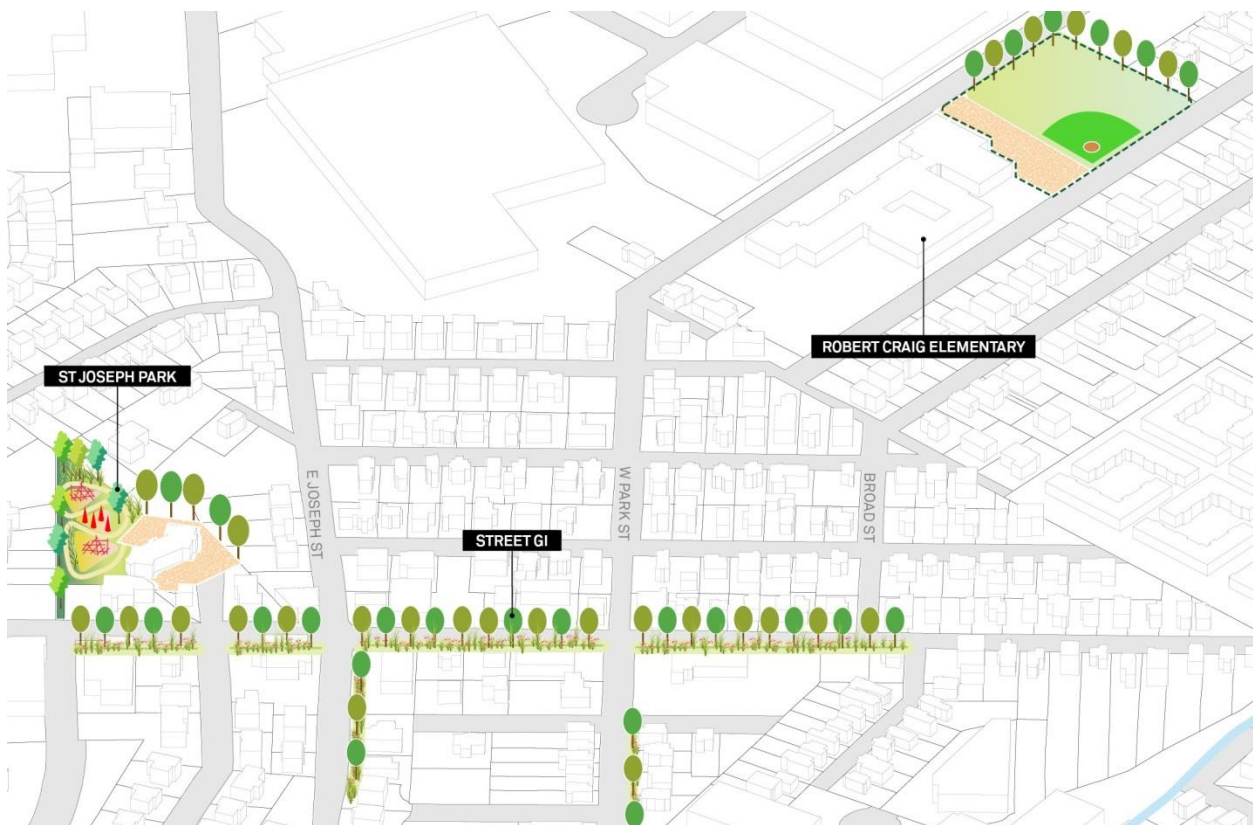 ROBERT CRAIG ELEMENTARY
ST JOSEPH PARK
E JOSEPH ST
W PARK ST
BROAD ST
STREET GI